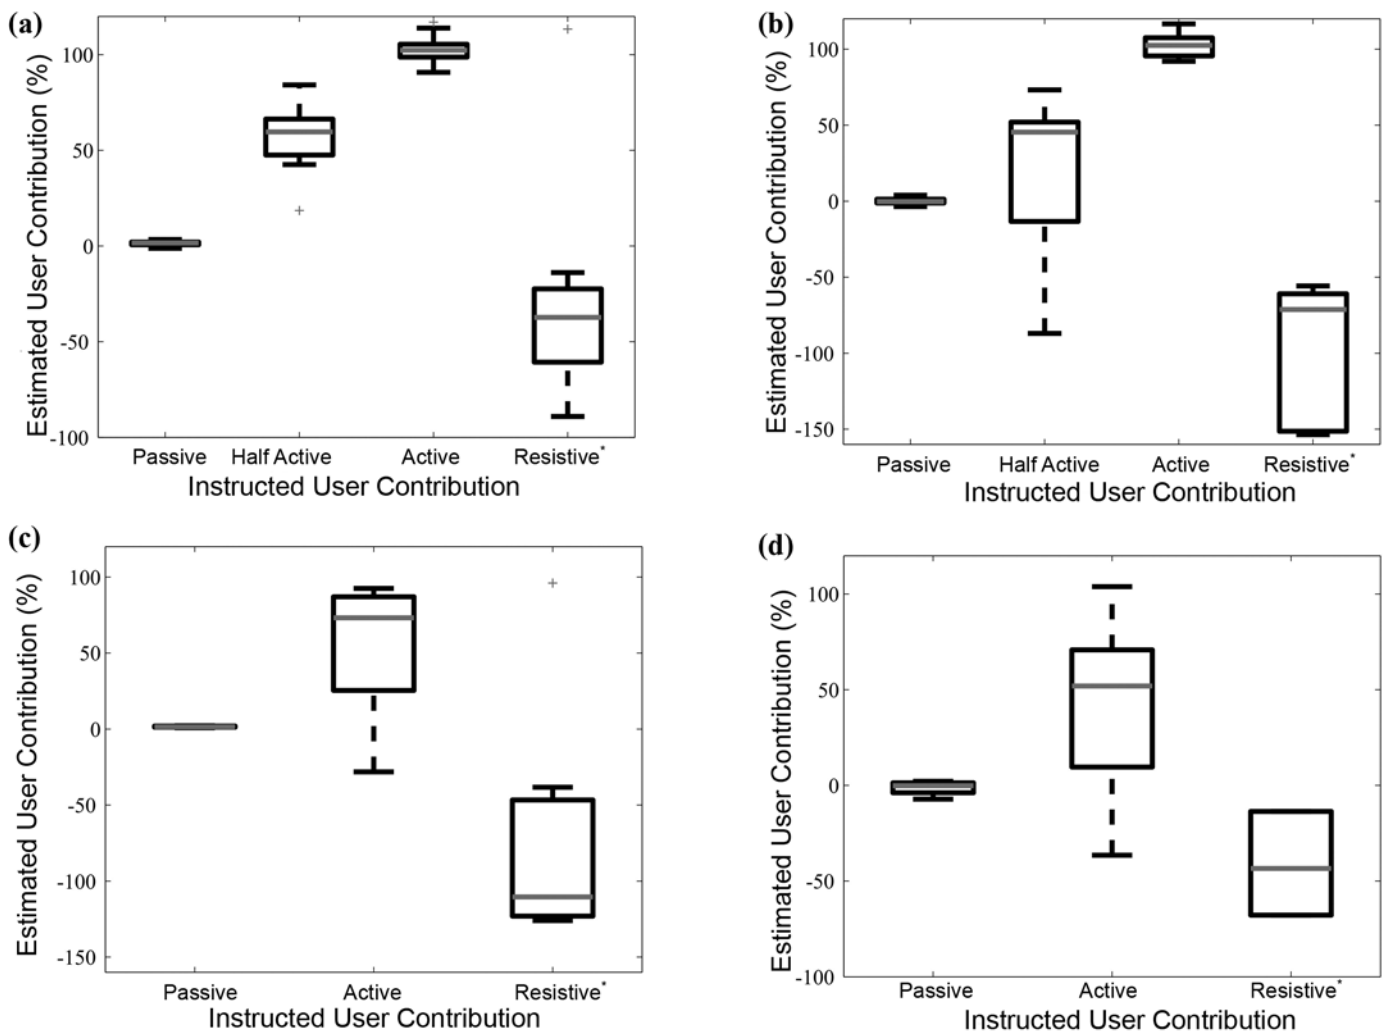 (a)
Estimated User Contribution (%)
100
50
0
-50
-100
Passive Half Active Active Resistive*
Instructed User Contribution
(b)
Estimated User Contribution (%)
100
50
0
-50
-100
-150
Passive Half Active Active Resistive*
Instructed User Contribution
(c)
Estimated User Contribution (%)
100
50
0
-50
-100
-150
Passive Active Resistive*
Instructed User Contribution
(d)
Estimated User Contribution (%)
100
50
0
-50
-100
Passive Active Resistive*
Instructed User Contribution